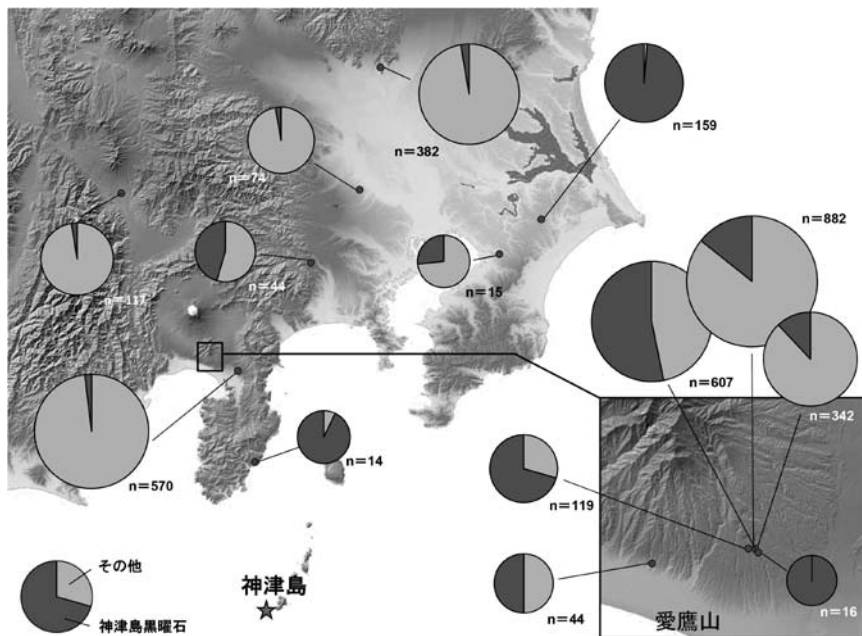 n=382
n=159
n=74
n=882
n=117
n=44
n=15
n=607
n=342
n=570
n=14
n=119
その他
神津島
神津島黒曜石
n=44
愛鷹山
n=16